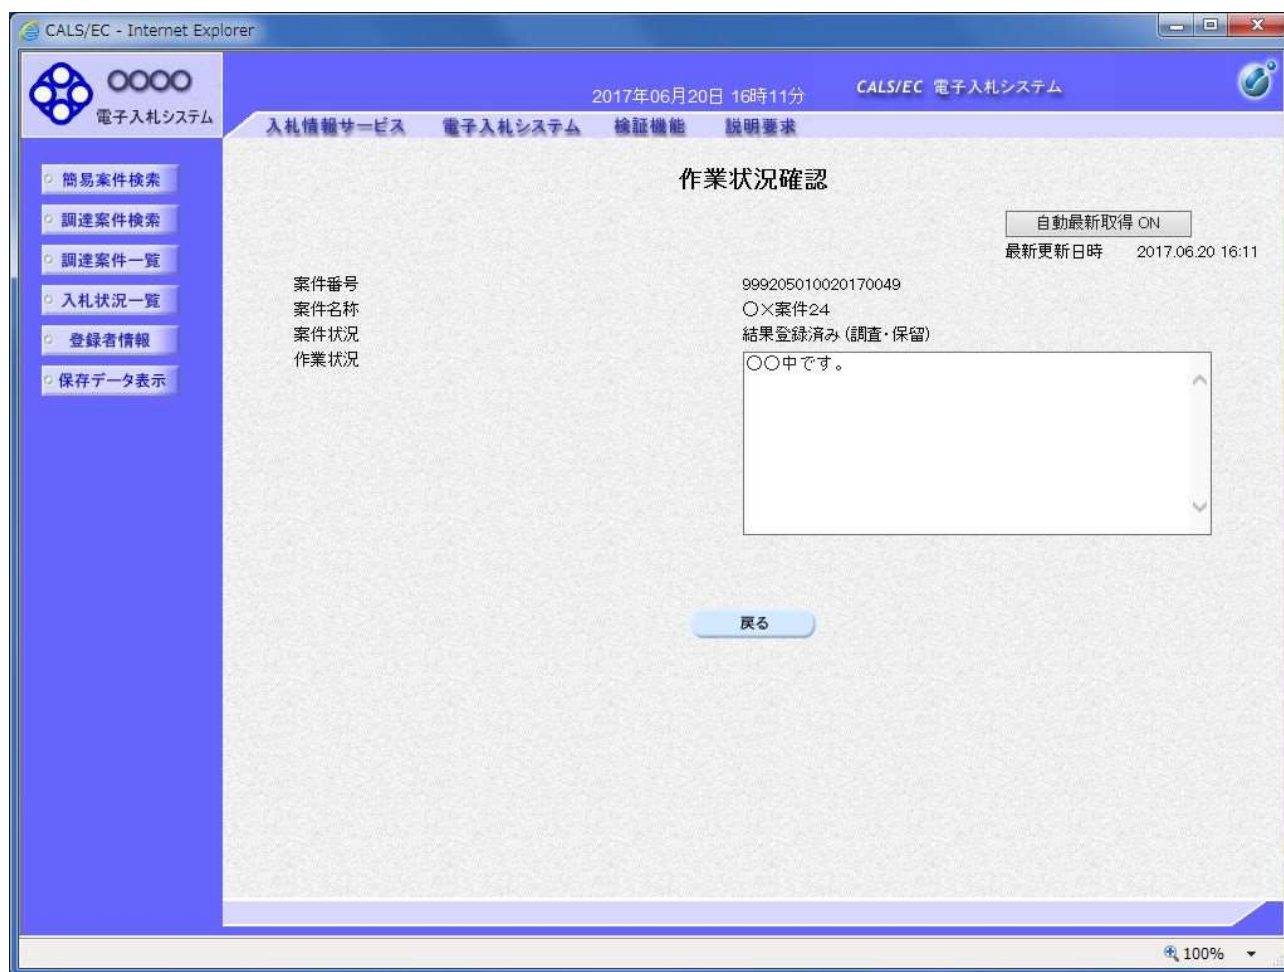 CALS/EC - Internet Explorer
〇〇〇〇
電子入札システム
2017年06月20日 16時11分
CALS/EC 電子入札システム
入札情報サービス 電子入札システム 検証機能 説明要求
簡易案件検索
調達案件検索
調達案件一覧
入札状況一覧
登録者情報
保存データ表示
作業状況確認
自動最新取得 ON
最新更新日時 2017.06.20 16:11
案件番号 999205010020170049
案件名称 〇×案件24
案件状況 結果登録済み(調査・保留)
作業状況 〇〇中です。
戻る
100%